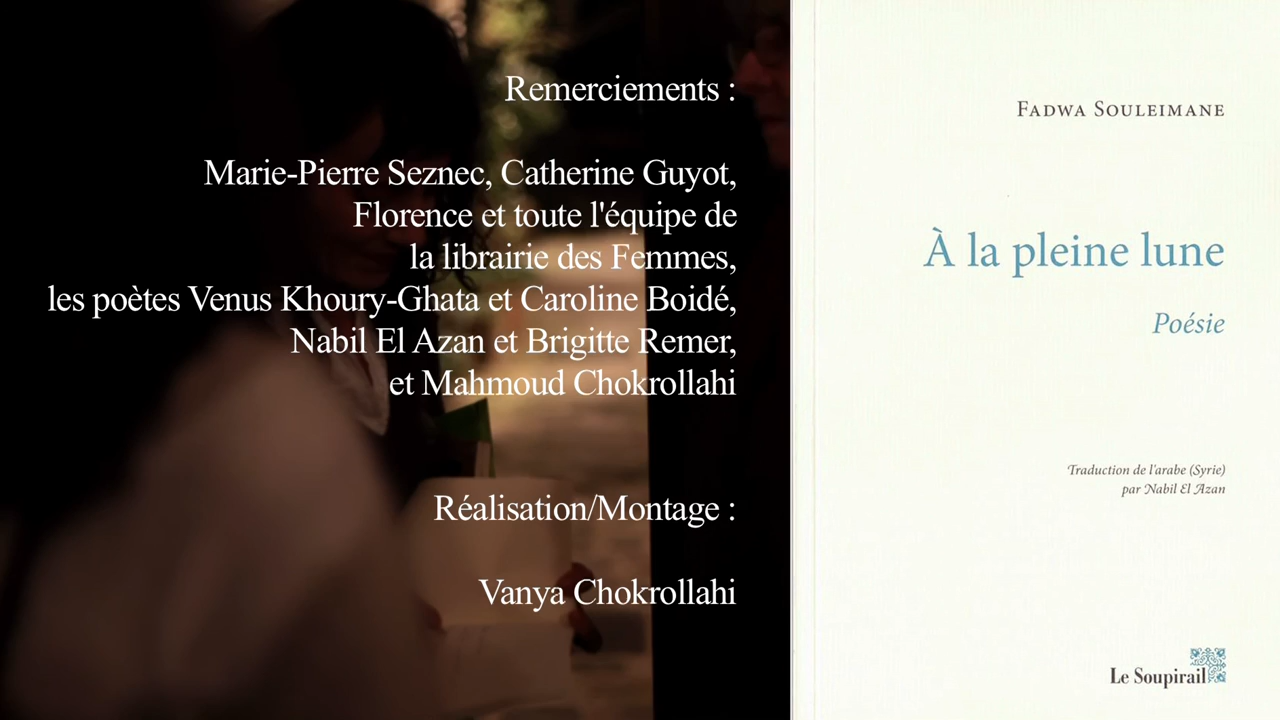 Remerciements :
Marie-Pierre Seznec, Catherine Guyot,
Florence et toute l'équipe de
la librairie des Femmes,
les poètes Venus Khoury-Ghata et Caroline Boidé,
Nabil El Azan et Brigitte Remer,
et Mahmoud Chokrollahi
Réalisation/Montage :
Vanya Chokrollahi
Fadwa Souleimane
À la pleine lune
Poésie
Traduction de l'arabe (Syrie)
par Nabil El Azan
Le Soupirail